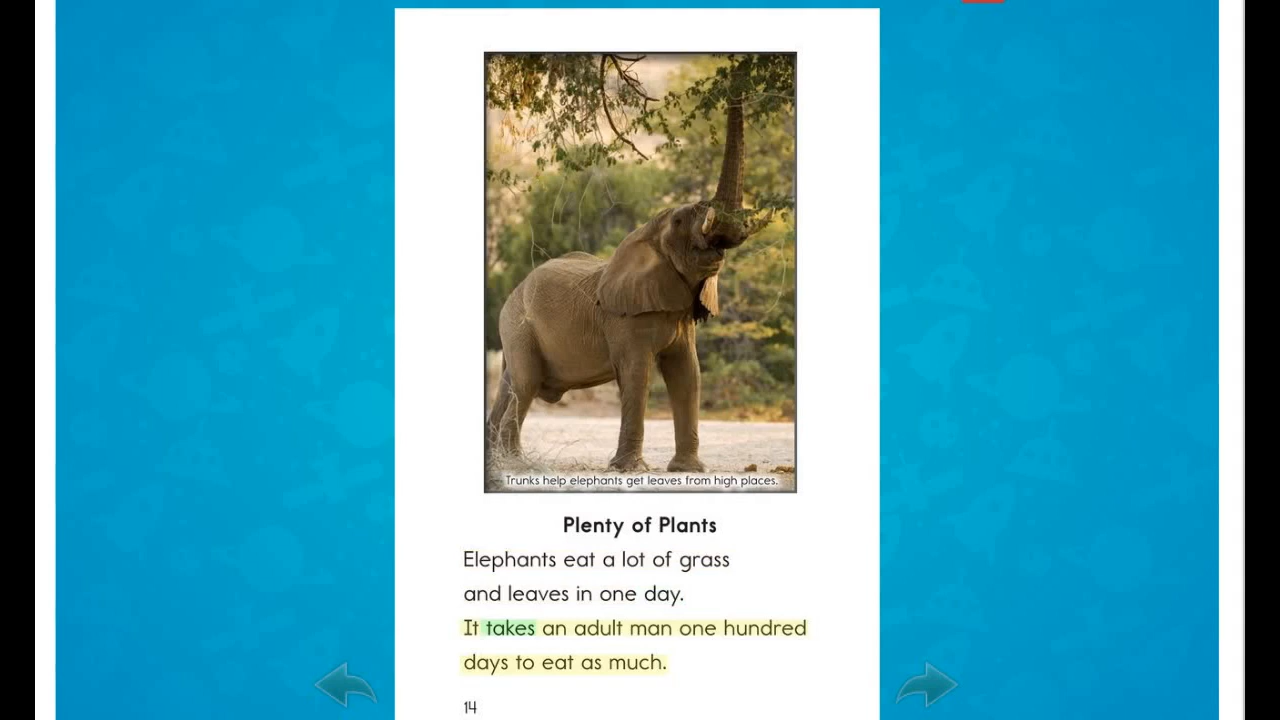 Trunks help elephants get leaves from high places.
Plenty of Plants
Elephants eat a lot of grass
and leaves in one day.
It takes an adult man one hundred
days to eat as much.
14